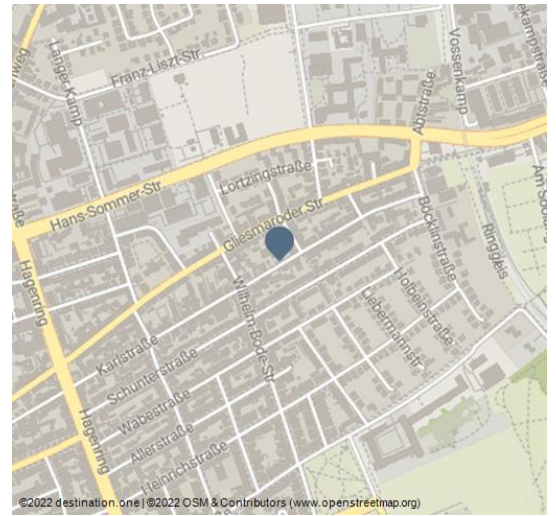 Langer Kamp
Franz-Liszt-Str
Vossenkamp
Abtstraße
Lortzingstraße
Hans-Sommer-Str
Gliesmaroder Str
Hagenring
Böcklinstraße
Ringgleis
Holbeinstraße
Liebermannstr
Wilhelm-Bode-Str
Karlstraße
Schunterstraße
Wabestraße
Allerstraße
Heinrichstraße
Hagenring
©2022 destination.one | ©2022 OSM & Contributors (www.openstreetmap.org)